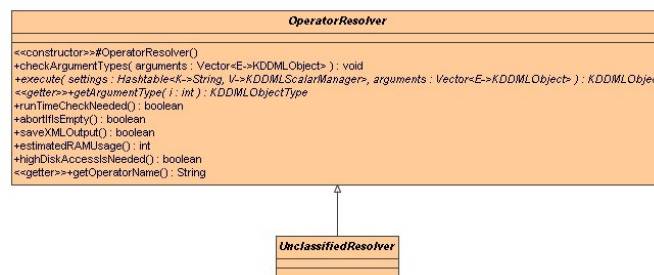 OperatorResolver
<<constructor>>#OperatorResolver()
+checkArgumentTypes( arguments : Vector<E->KDDMLObject> ) : void
+execute( settings : Hashtable<K->String, V->KDDMLScalarManager>, arguments : Vector<E->KDDMLObject> ) : KDDMLObjec
<<getter>>+getArgumentType( i : int ) : KDDMLObjectType
+runTimeCheckNeeded() : boolean
+abortIfIsEmpty() : boolean
+saveXMLOutput() : boolean
+estimatedRAMUsage() : int
+highDiskAccessIsNeeded() : boolean
<<getter>>+getOperatorName() : String
UnclassifiedResolver